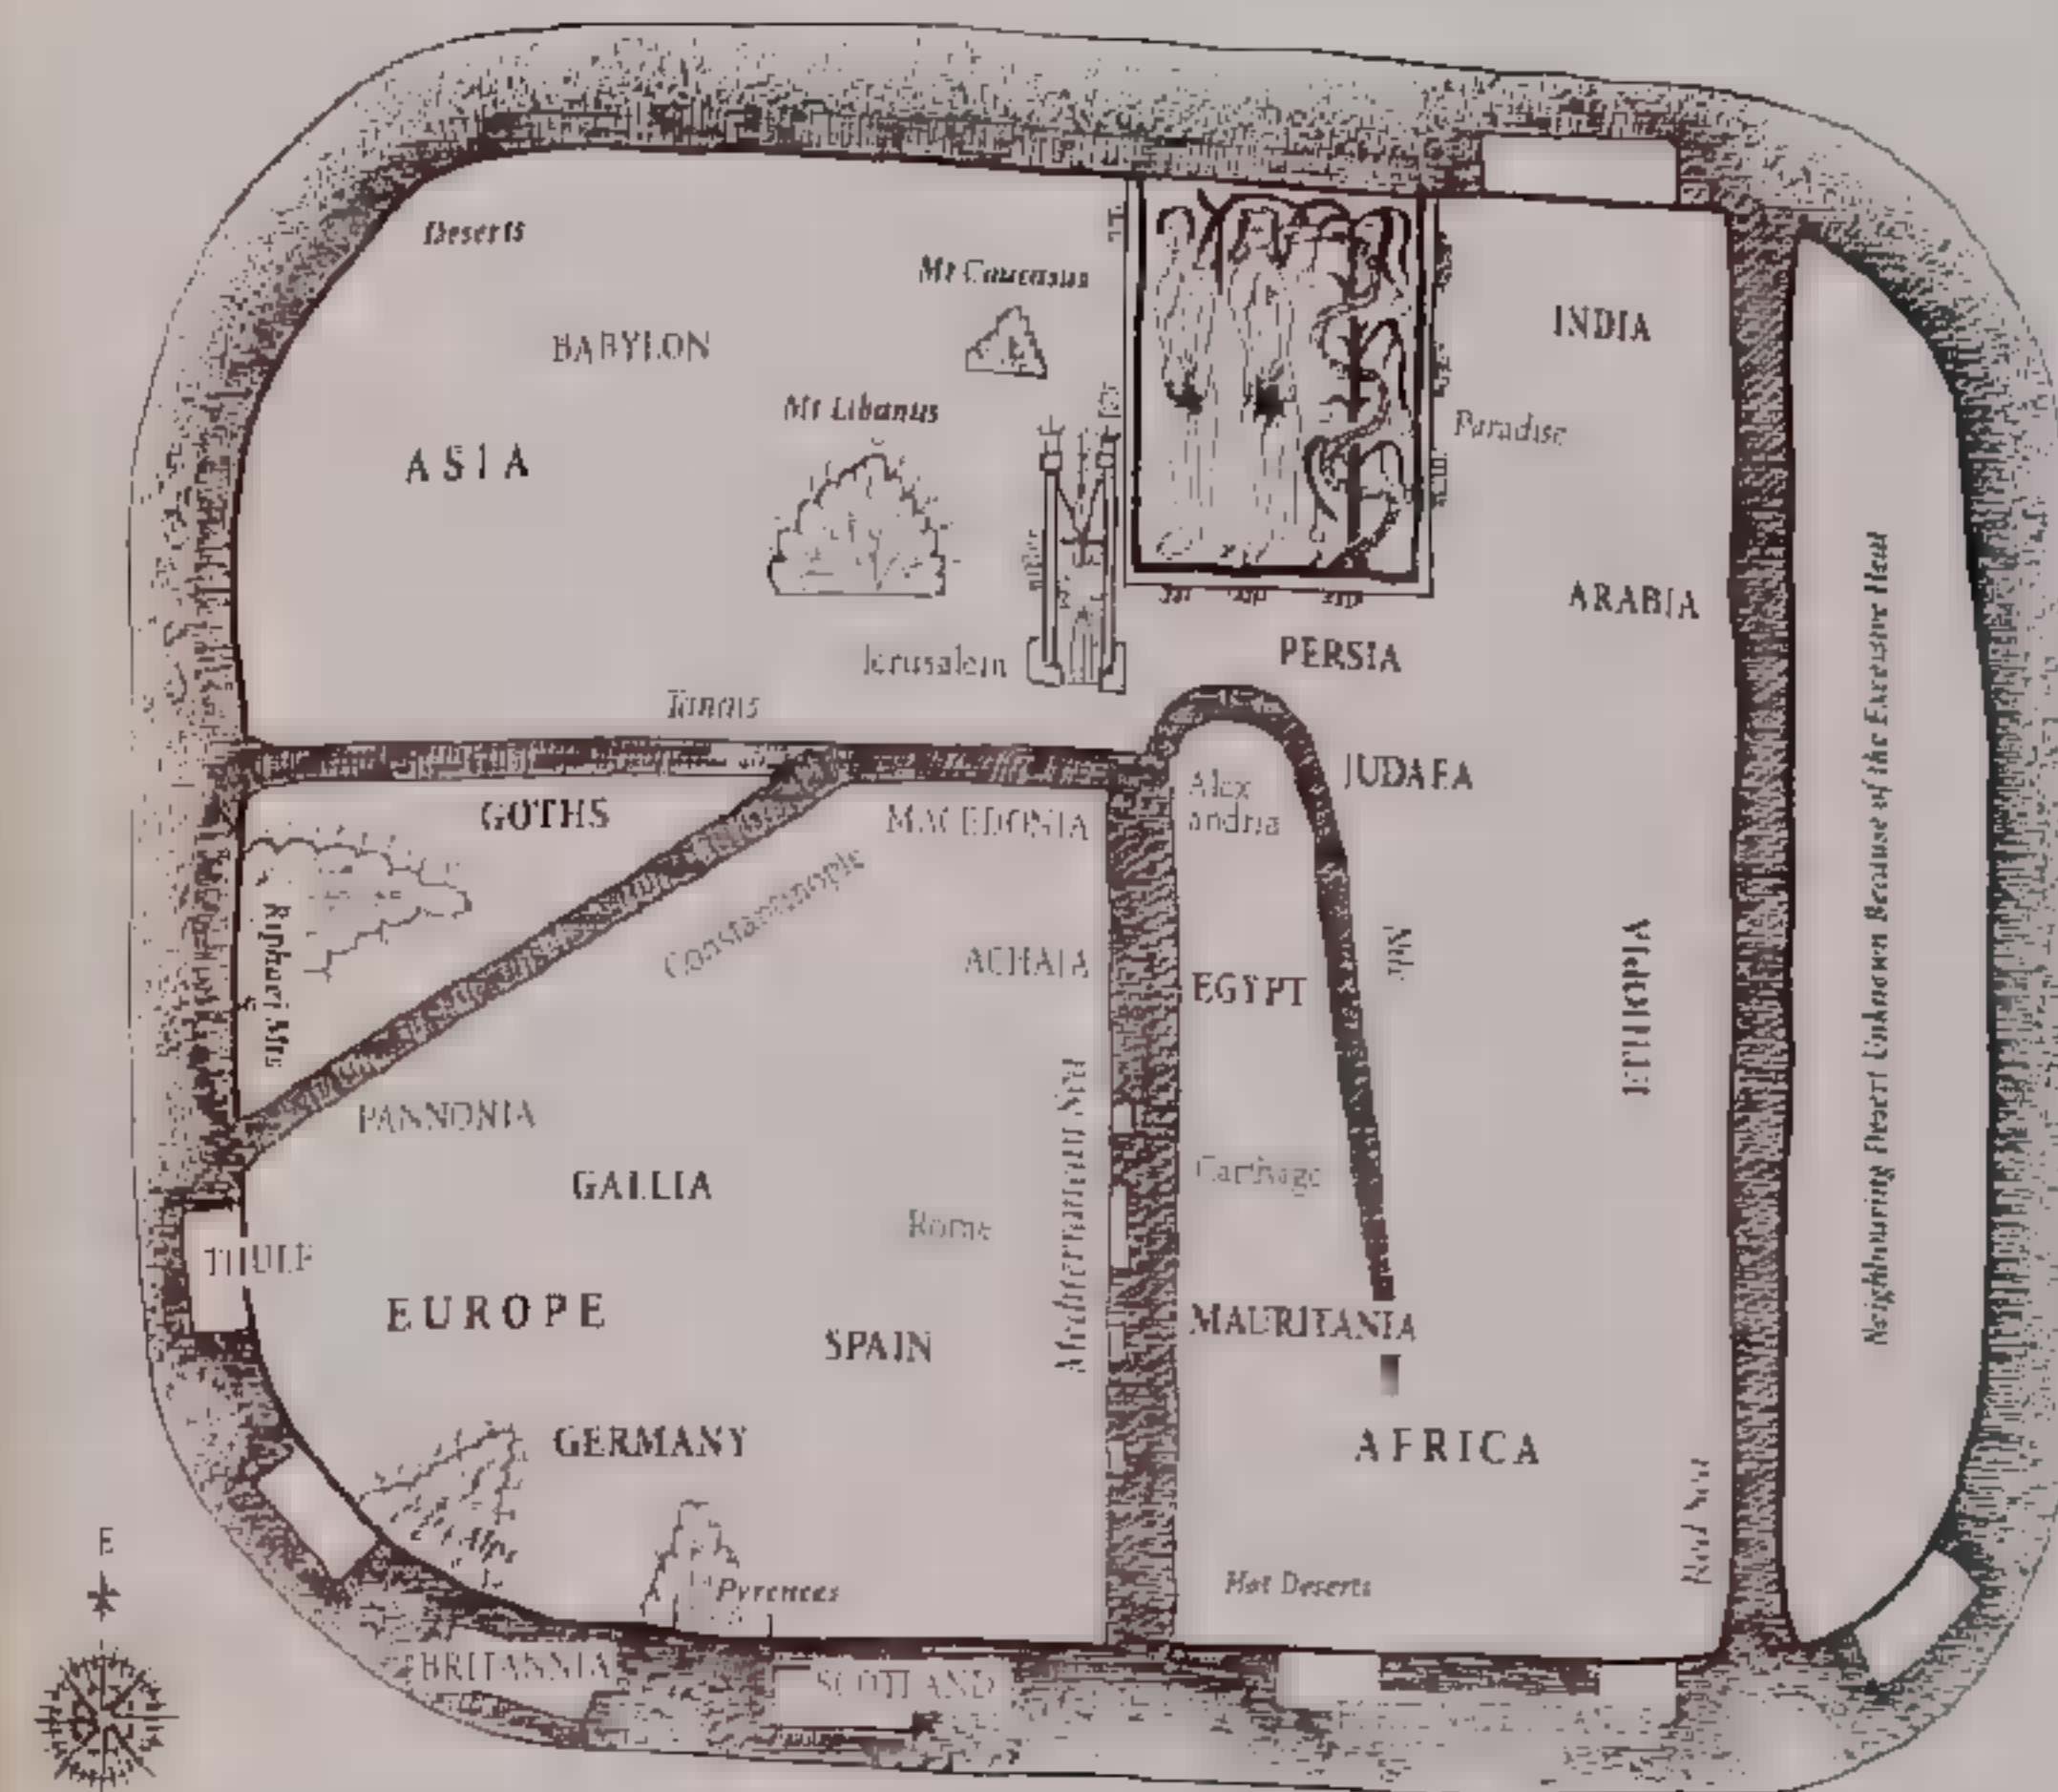 Deserts
Mt Caucasus
INDIA
BABYLON
Mt Libanus
Paradise
ASIA
ARABIA
PERSIA
Jerusalem
Tanais
JUDAEA
Alex
andria
GOTHS
MACEDONIA
Constantinople
ACHAIA
Riphaei Mts
EGYPT
Nile
ETHIOPIA
Neighbouring Desert Unknown Because of the Excessive Heat
PANNONIA
GALLIA
Carthage
Rome
Mediterranean Sea
THULE
EUROPE
SPAIN
MAURITANIA
GERMANY
AFRICA
Red Sea
Alps
Pyrenees
Hot Deserts
E
BRITANNIA
SCOTLAND